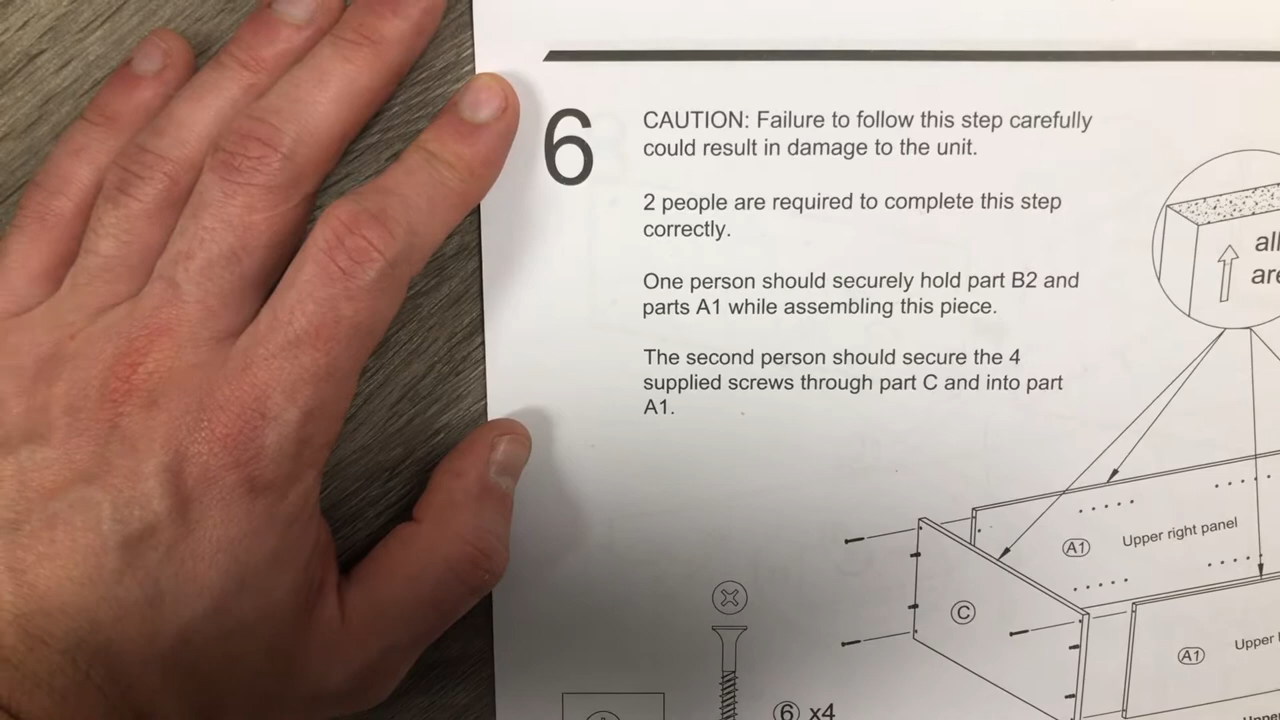 6
CAUTION: Failure to follow this step carefully
could result in damage to the unit.
2 people are required to complete this step
correctly.
One person should securely hold part B2 and
parts A1 while assembling this piece.
The second person should secure the 4
supplied screws through part C and into part
A1.
all
are
A1 Upper right panel
C
A1 Upper
6 x4